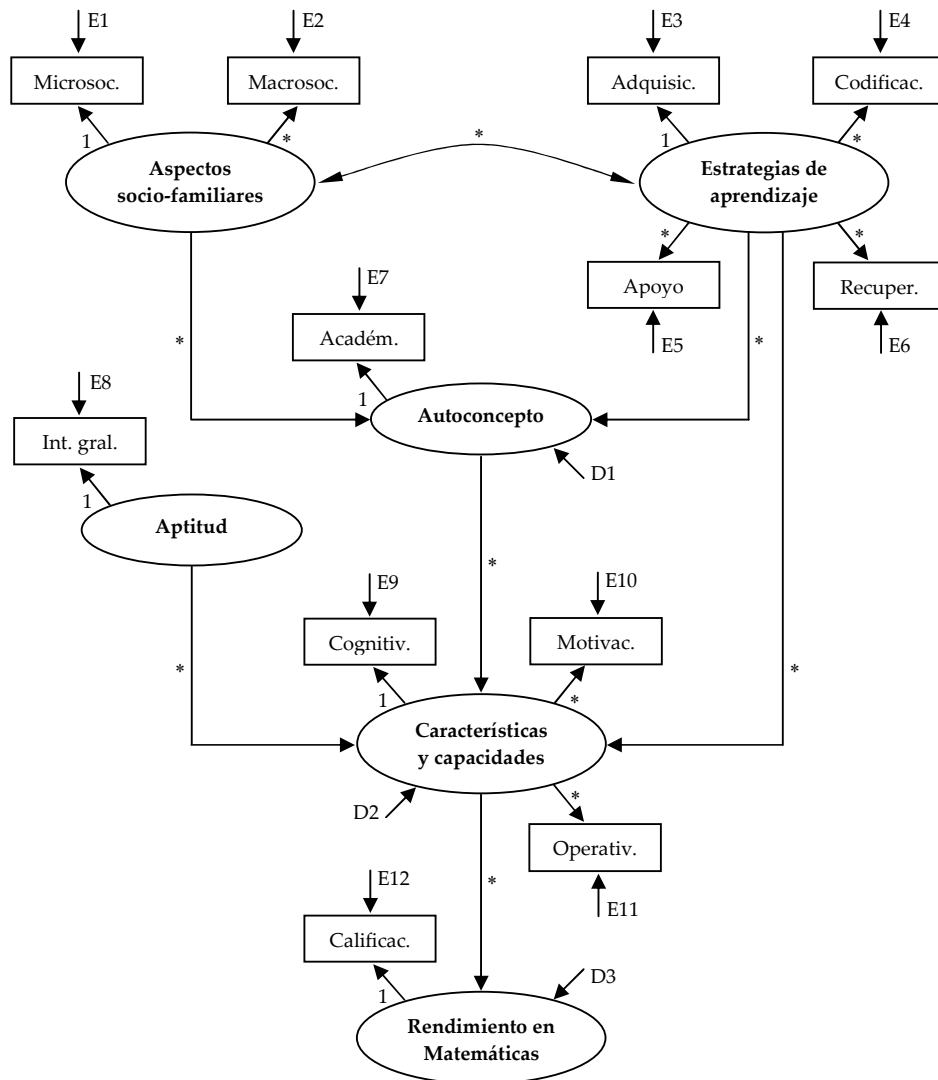 E1
E2
E3
E4
Microsoc.
Macrosoc.
Adquisic.
Codificac.
1
*
*
1
*
Aspectos
socio-familiares
Estrategias de
aprendizaje
*
*
E7
Apoyo
Recuper.
Académ.
*
*
E5
E6
E8
1
Autoconcepto
Int. gral.
D1
1
Aptitud
*
E9
E10
Cognitiv.
Motivac.
*
*
1
*
Características
y capacidades
*
D2
Operativ.
E12
*
E11
Calificac.
D3
1
Rendimiento en
Matemáticas